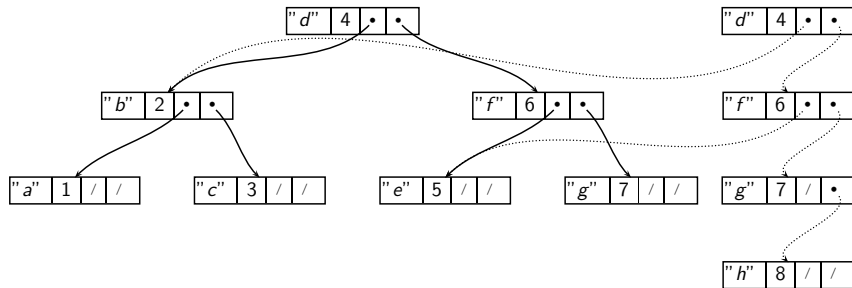 "d" 4 • • "d" 4 • •
"b" 2 • • "f" 6 • • "f" 6 • •
"a" 1 / / "c" 3 / / "e" 5 / / "g" 7 / / "g" 7 / •
"h" 8 / /